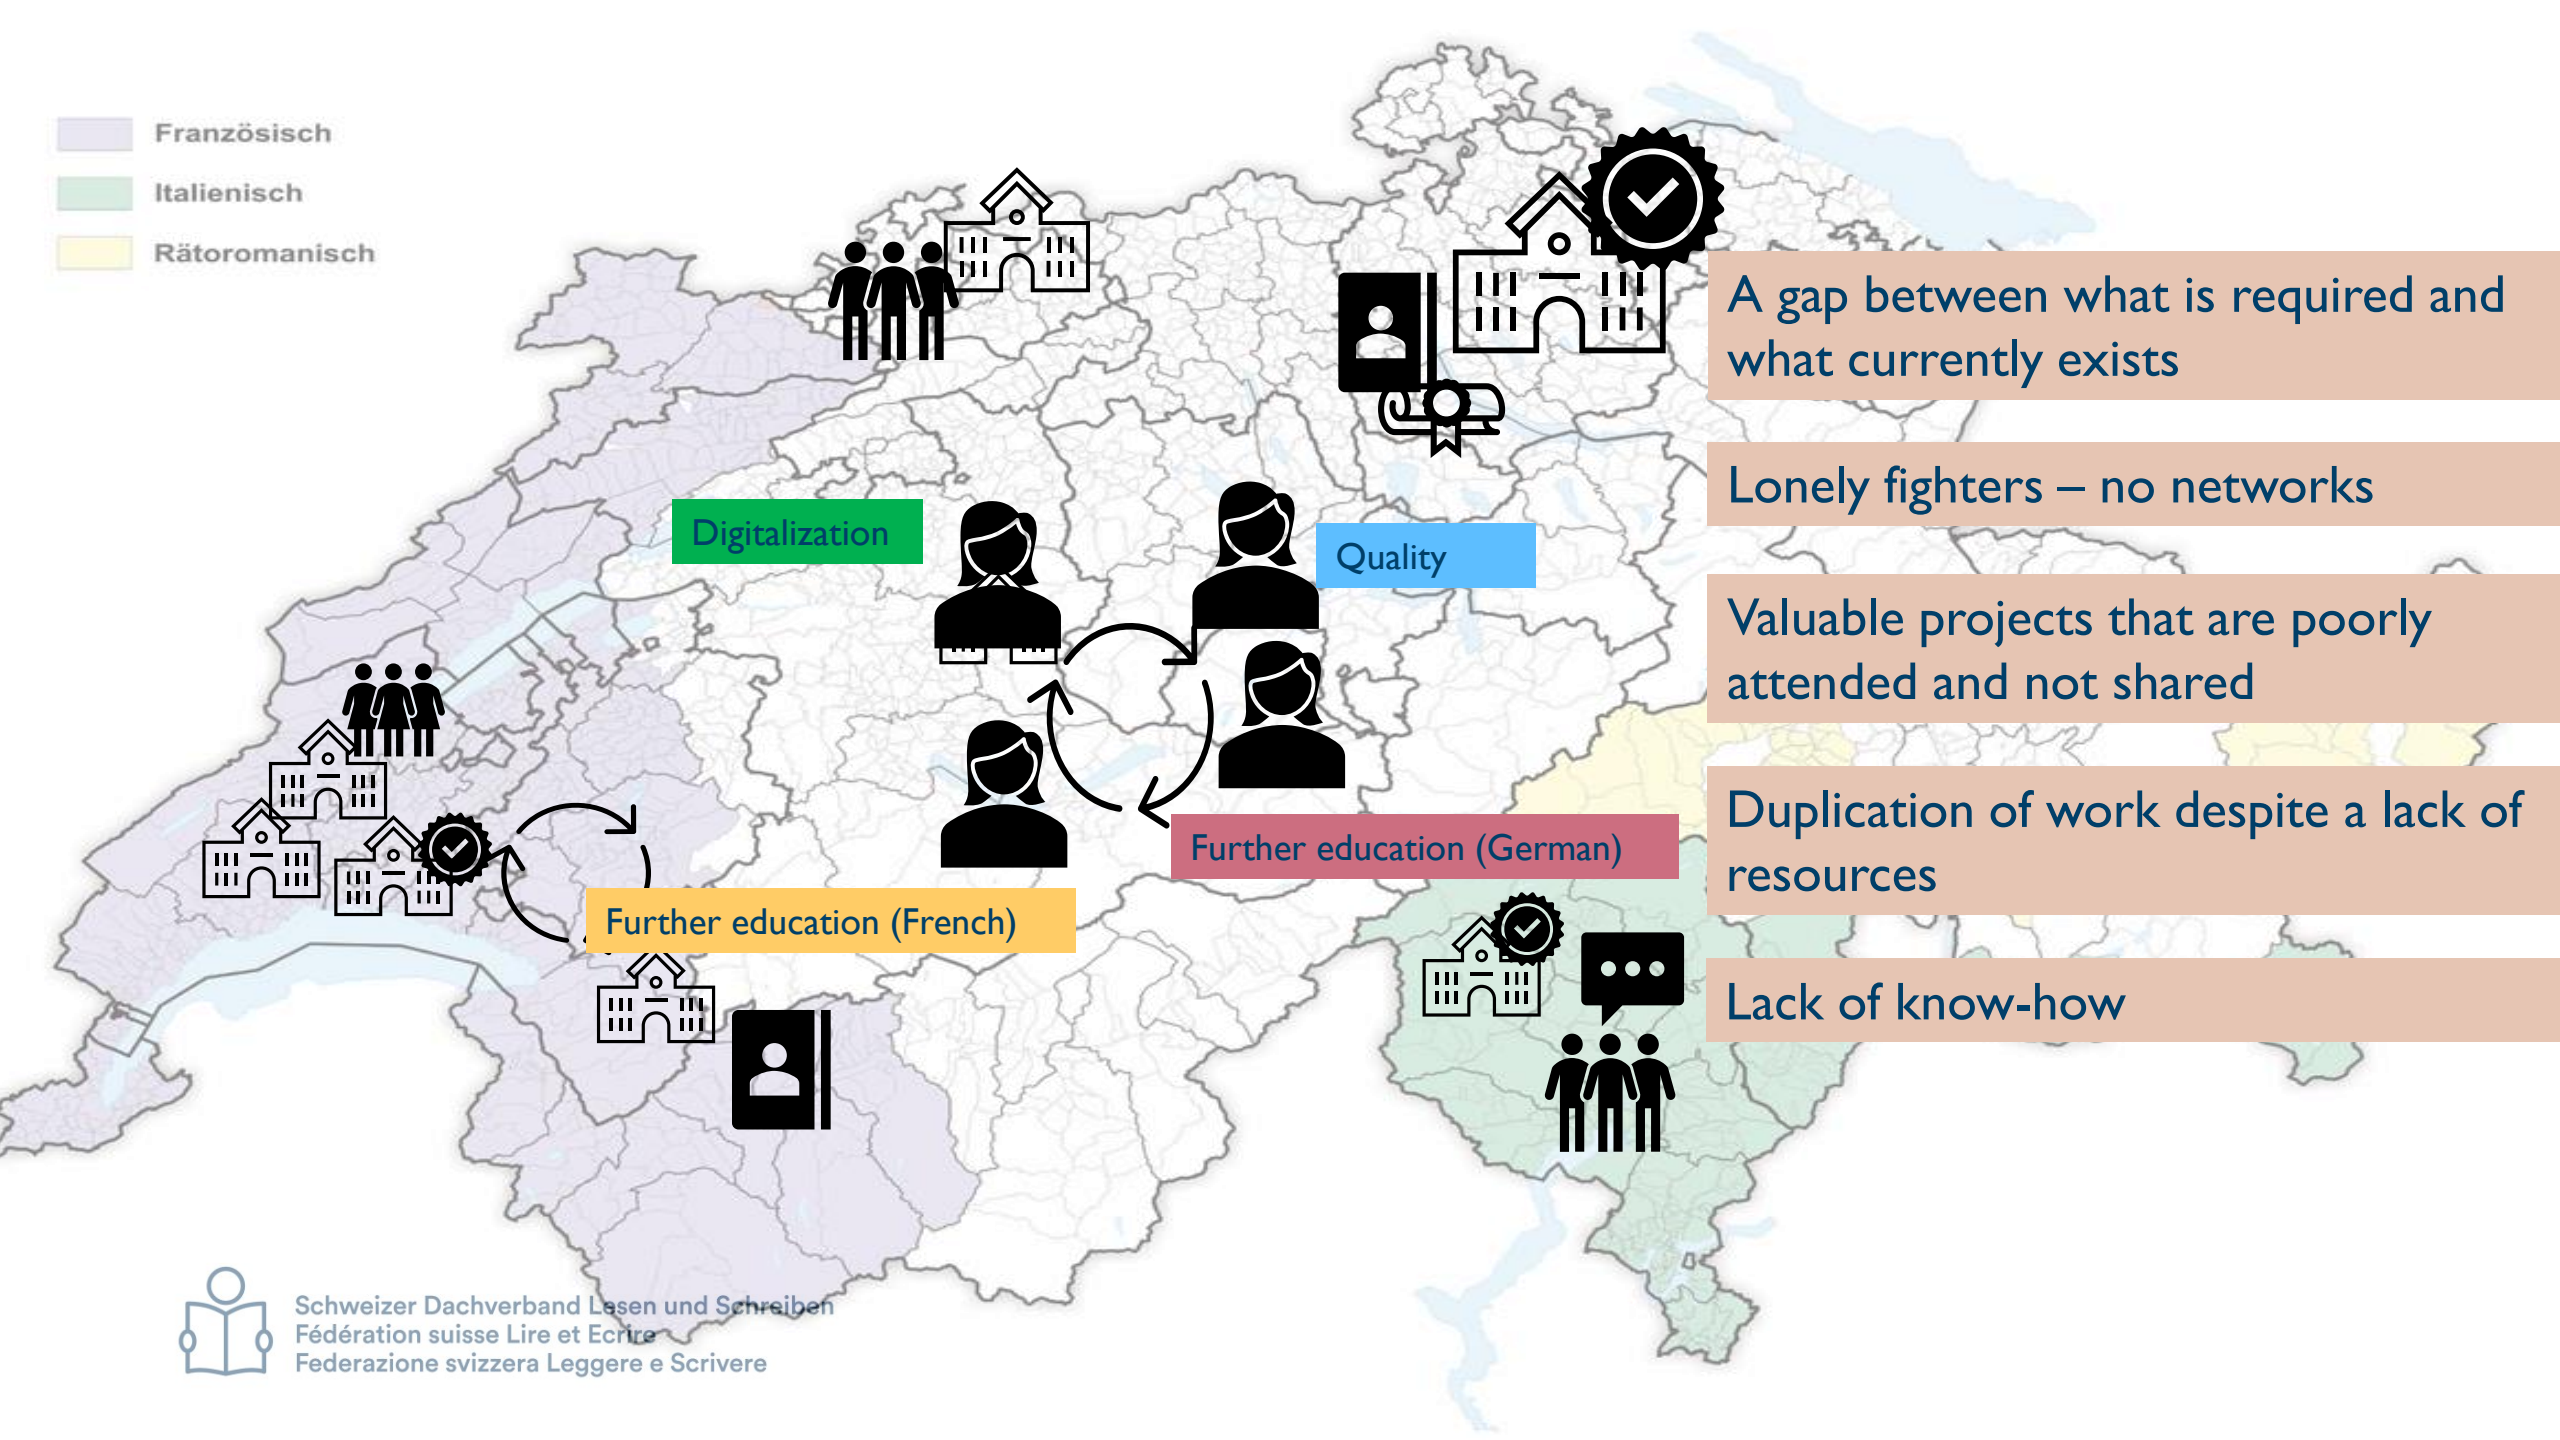 Französisch
Italienisch
Rätoromanisch
A gap between what is required and
what currently exists
Lonely fighters – no networks
Digitalization
Quality
Valuable projects that are poorly
attended and not shared
Duplication of work despite a lack of
resources
Further education (German)
Further education (French)
Lack of know-how
Schweizer Dachverband Lesen und Schreiben
Fédération suisse Lire et Ecrire
Federazione svizzera Leggere e Scrivere